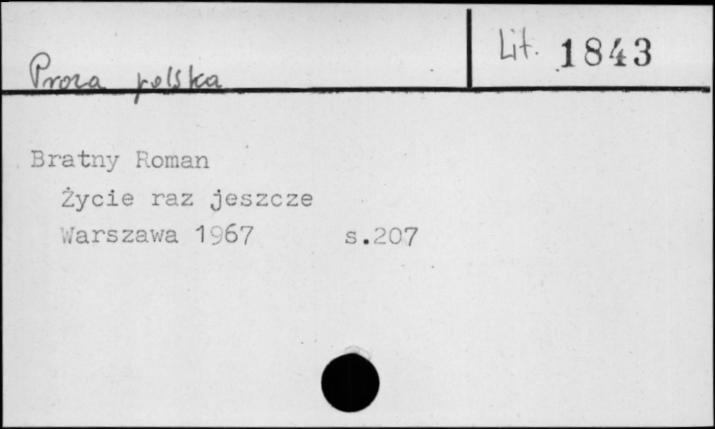 Proza polska
Lit. 1843
Bratny Roman
Życie raz jeszcze
Warszawa 1967 s.207